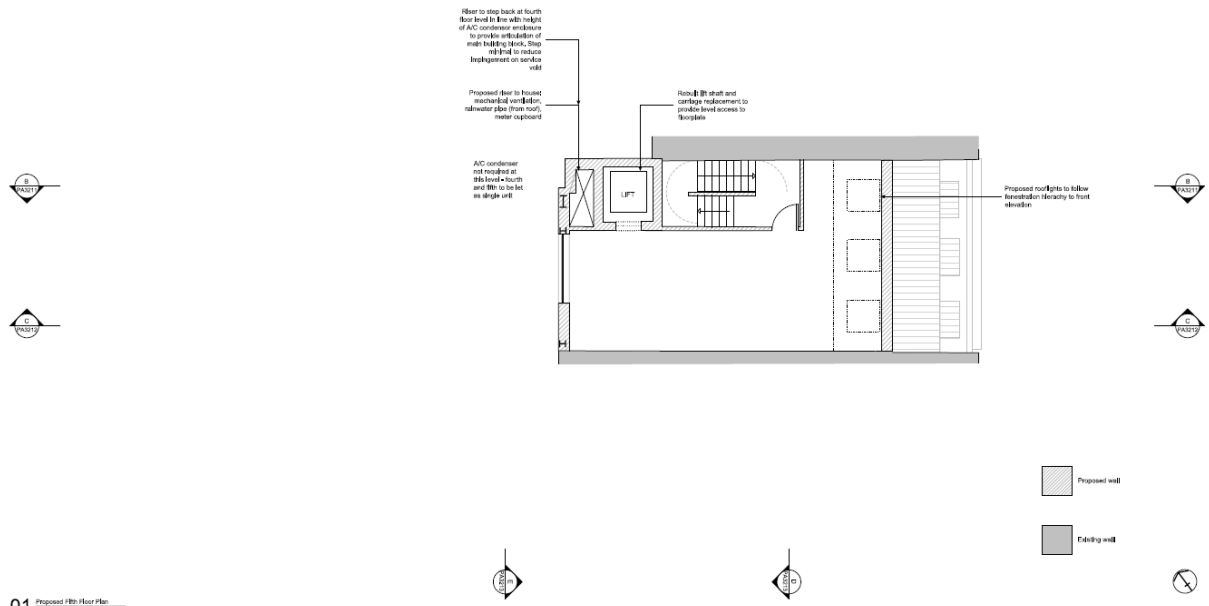 Riser to step back at fourth
floor level in line with height
of A/C condensor enclosure
to provide articulation of
main building block. Step
minimal to reduce
impingement on service
void
Proposed riser to house:
mechanical ventilation,
rainwater pipe (from roof),
meter cupboard
Rebuilt lift shaft and
carriage replacement to
provide level access to
floorplate
A/C condenser
not required at
this level - fourth
and fifth to be let
as single unit
LIFT
Proposed rooflights to follow
fenestration hierachy to front
elevation
B
PA3211
B
PA3211
C
PA3212
C
PA3212
Proposed wall
Existing wall
E
PA3213
D
PA3213
01 Proposed Fifth Floor Plan